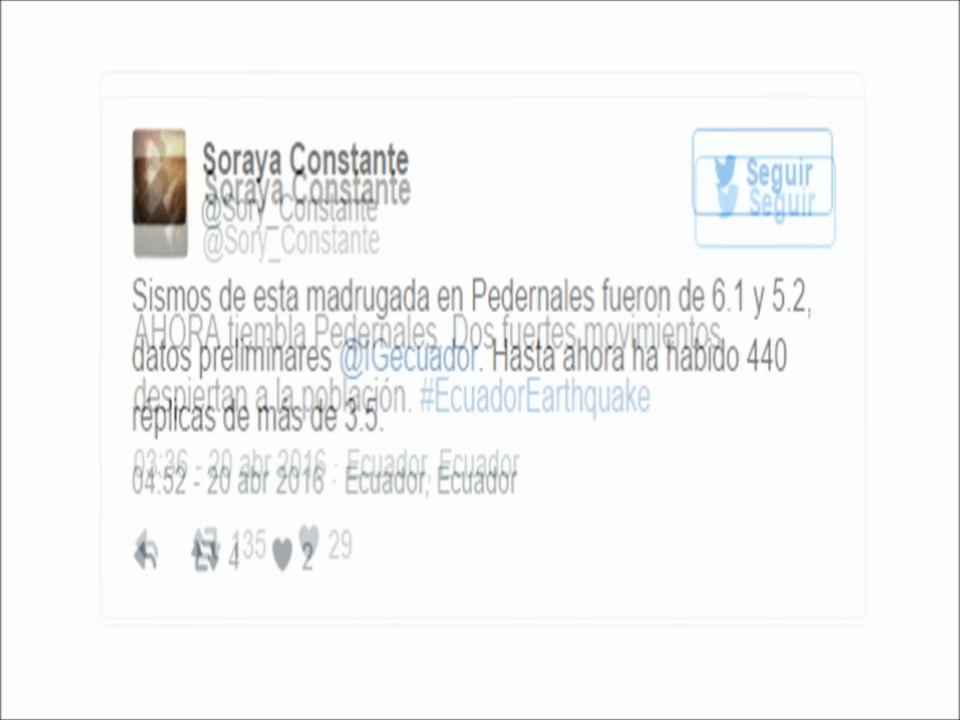 Soraya Constante
Soraya Constante
@Sory_Constante
@Sory_Constante
Seguir
Seguir
Sismos de esta madrugada en Pedernales fueron de 6.1 y 5.2,
AHORA tiembla Pedernales. Dos fuertes movimientos
datos preliminares @IGecuador. Hasta ahora ha habido 440
despiertan a la población. #EcuadorEarthquake
réplicas de más de 3.5.
03:36 - 20 abr 2016 · Ecuador, Ecuador
04:52 - 20 abr 2016 · Ecuador, Ecuador
135 29
4 2